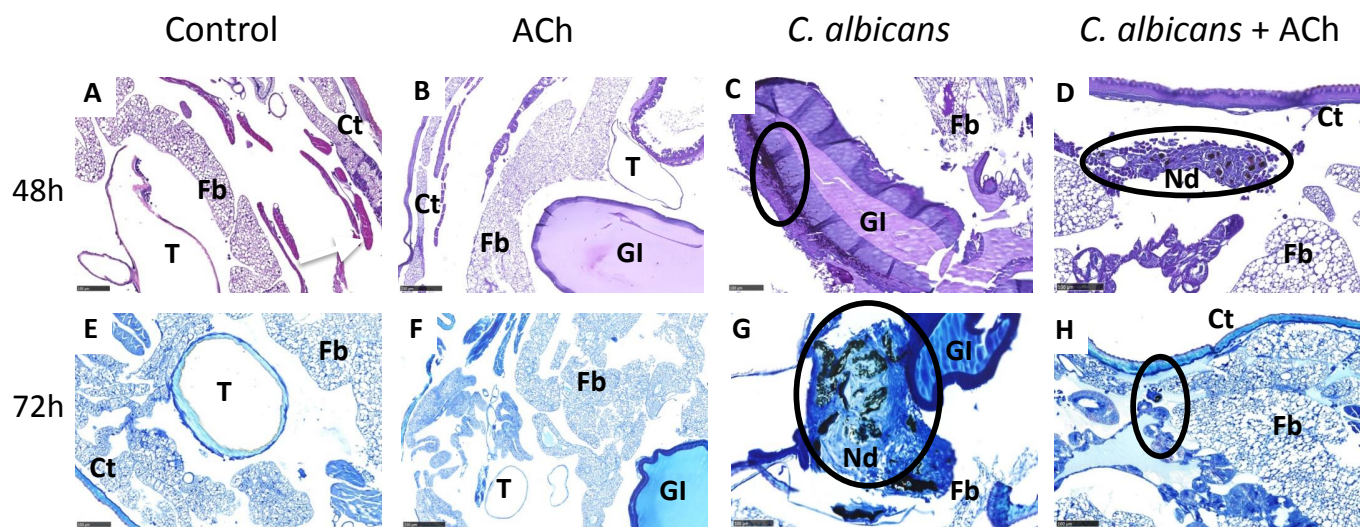 Control ACh C. albicans C. albicans + ACh
48h
A Ct Fb T
B Ct Fb T GI
C Fb GI
D Ct Nd Fb
72h
E Fb T Ct
F Fb T GI
G GI Nd Fb
H Ct Fb